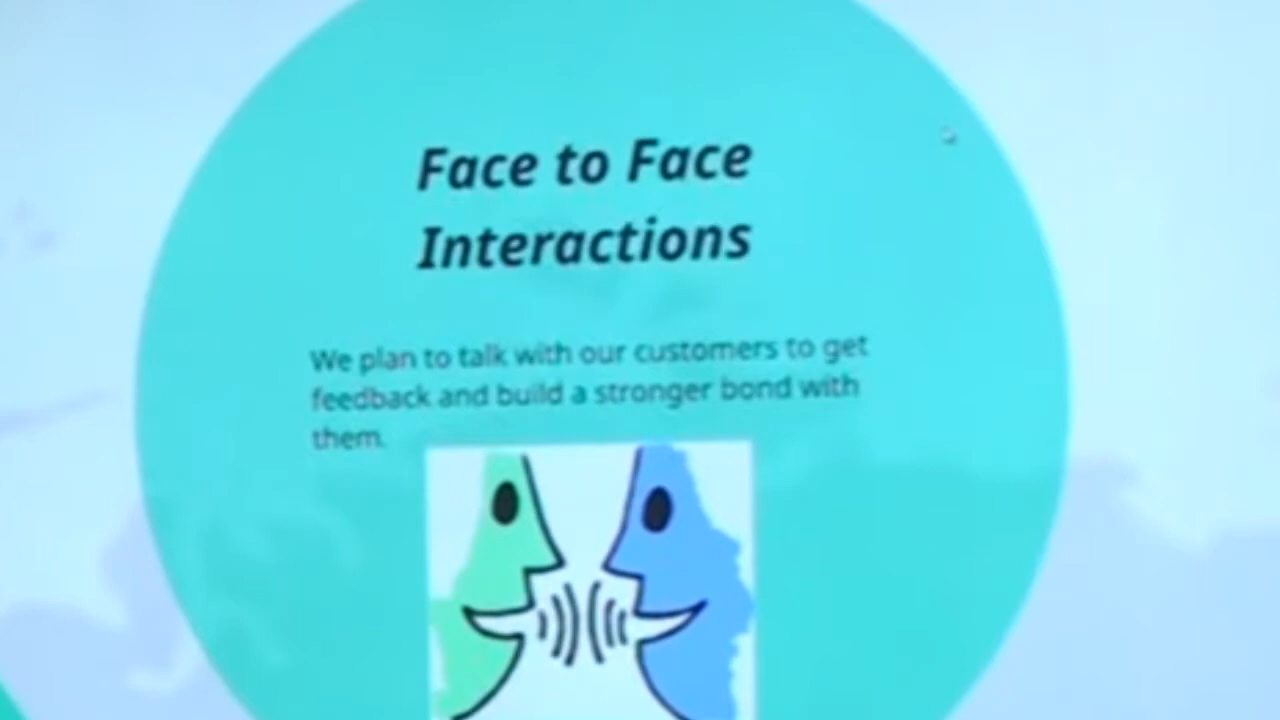 Face to Face
Interactions
We plan to talk with our customers to get
feedback and build a stronger bond with
them.